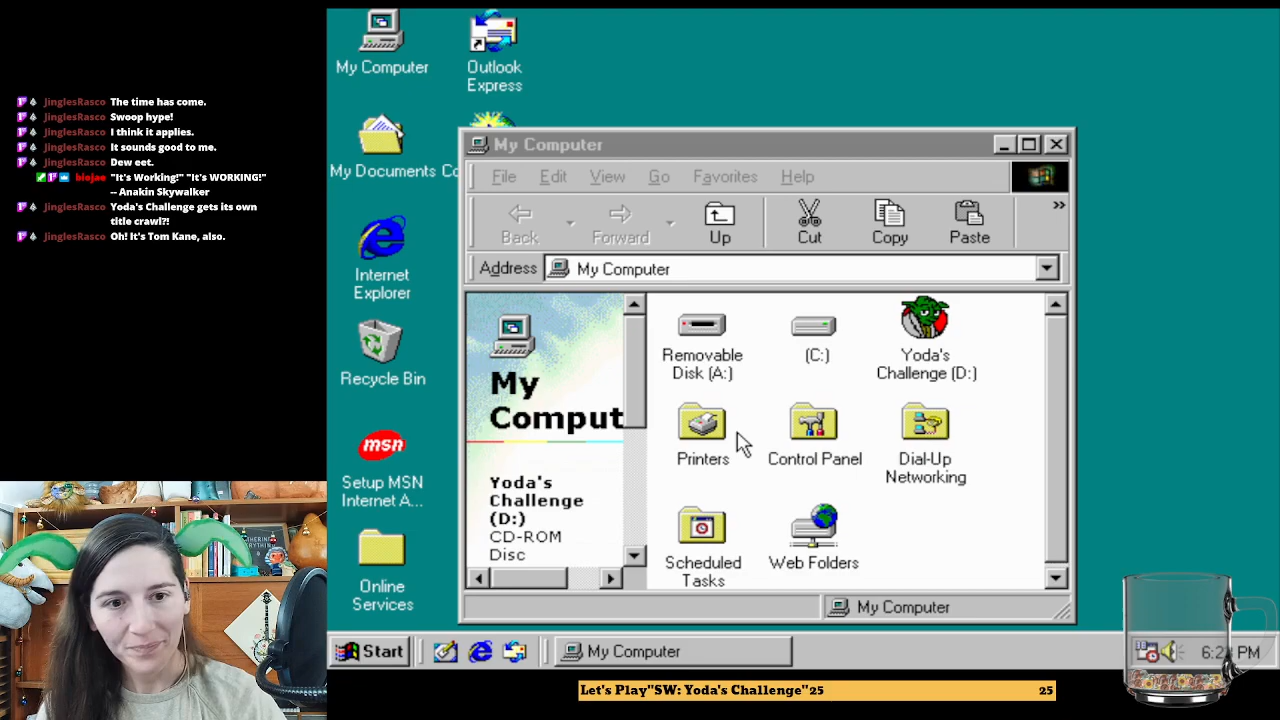 JinglesRasco The time has come.
JinglesRasco Swoop hype!
JinglesRasco I think it applies.
JinglesRasco It sounds good to me.
JinglesRasco Dew eet.
biojae "It's Working!" "It's WORKING!"
-- Anakin Skywalker
JinglesRasco Yoda's Challenge gets its own
title crawl?!
JinglesRasco Oh! It's Tom Kane, also.
My Computer
Outlook
Express
My Documents
Co
Internet
Explorer
Recycle Bin
msn
Setup MSN
Internet A...
Online
Services
My Computer
File Edit View Go Favorites Help
Back Forward Up Cut Copy Paste
Address My Computer
My
Comput
Yoda's
Challenge
(D:)
CD-ROM
Disc
Removable
Disk (A:)
(C:)
Yoda's
Challenge (D:)
Printers
Control Panel
Dial-Up
Networking
Scheduled
Tasks
Web Folders
My Computer
Start
My Computer
PM
Let's Play"SW: Yoda's Challenge"25 25